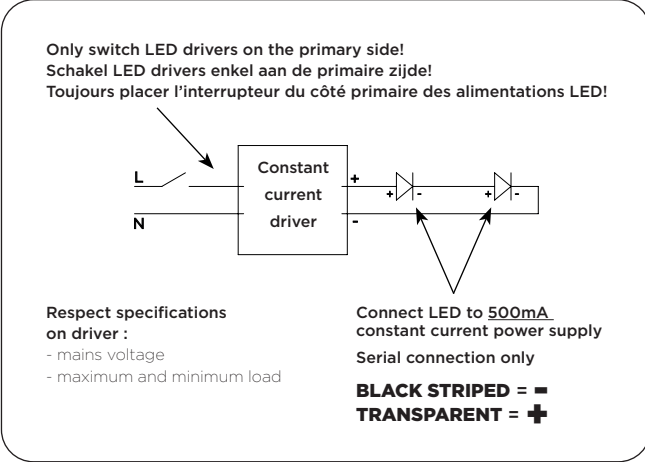 Only switch LED drivers on the primary side!
Schakel LED drivers enkel aan de primaire zijde!
Toujours placer l’interrupteur du côté primaire des alimentations LED!
L
N
Constant
current
driver
+
-
+ -
+ -
Respect specifications
on driver :
- mains voltage
- maximum and minimum load
Connect LED to 500mA
constant current power supply
Serial connection only
BLACK STRIPED = -
TRANSPARENT = +